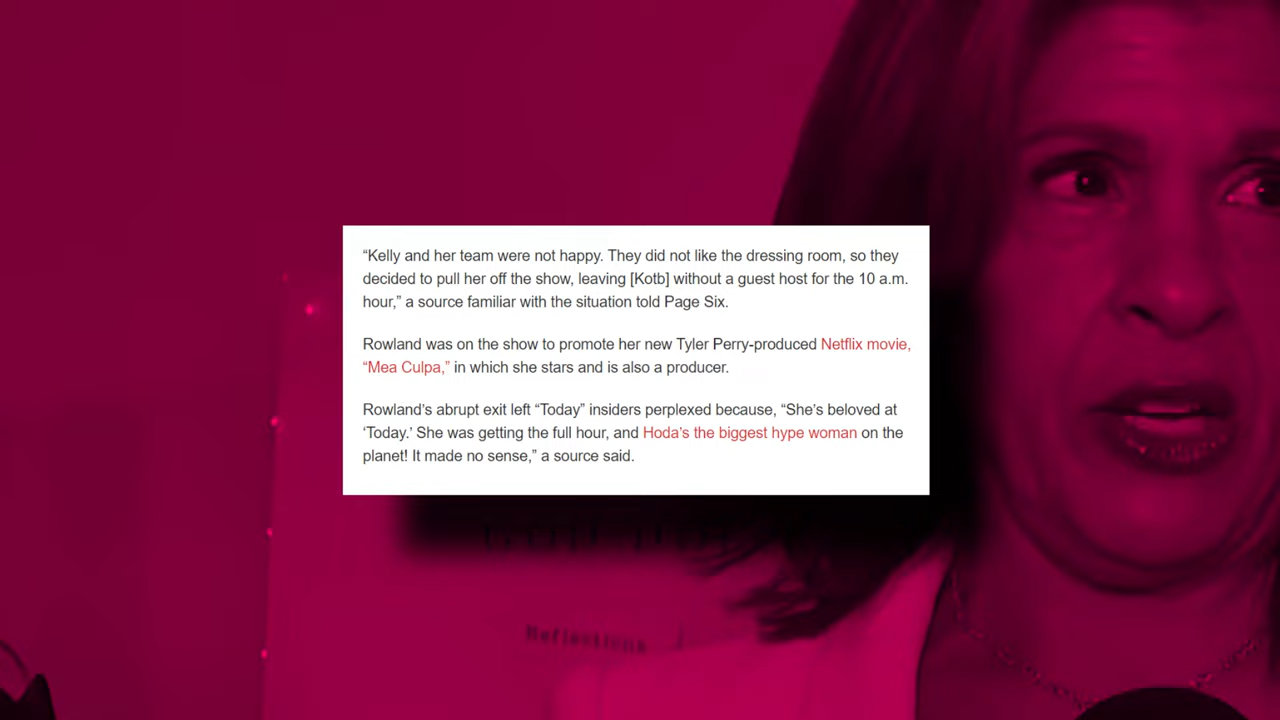 “Kelly and her team were not happy. They did not like the dressing room, so they
decided to pull her off the show, leaving [Kotb] without a guest host for the 10 a.m.
hour,” a source familiar with the situation told Page Six.
Rowland was on the show to promote her new Tyler Perry-produced Netflix movie,
“Mea Culpa,” in which she stars and is also a producer.
Rowland’s abrupt exit left “Today” insiders perplexed because, “She’s beloved at
‘Today.’ She was getting the full hour, and Hoda’s the biggest hype woman on the
planet! It made no sense,” a source said.
Reflections